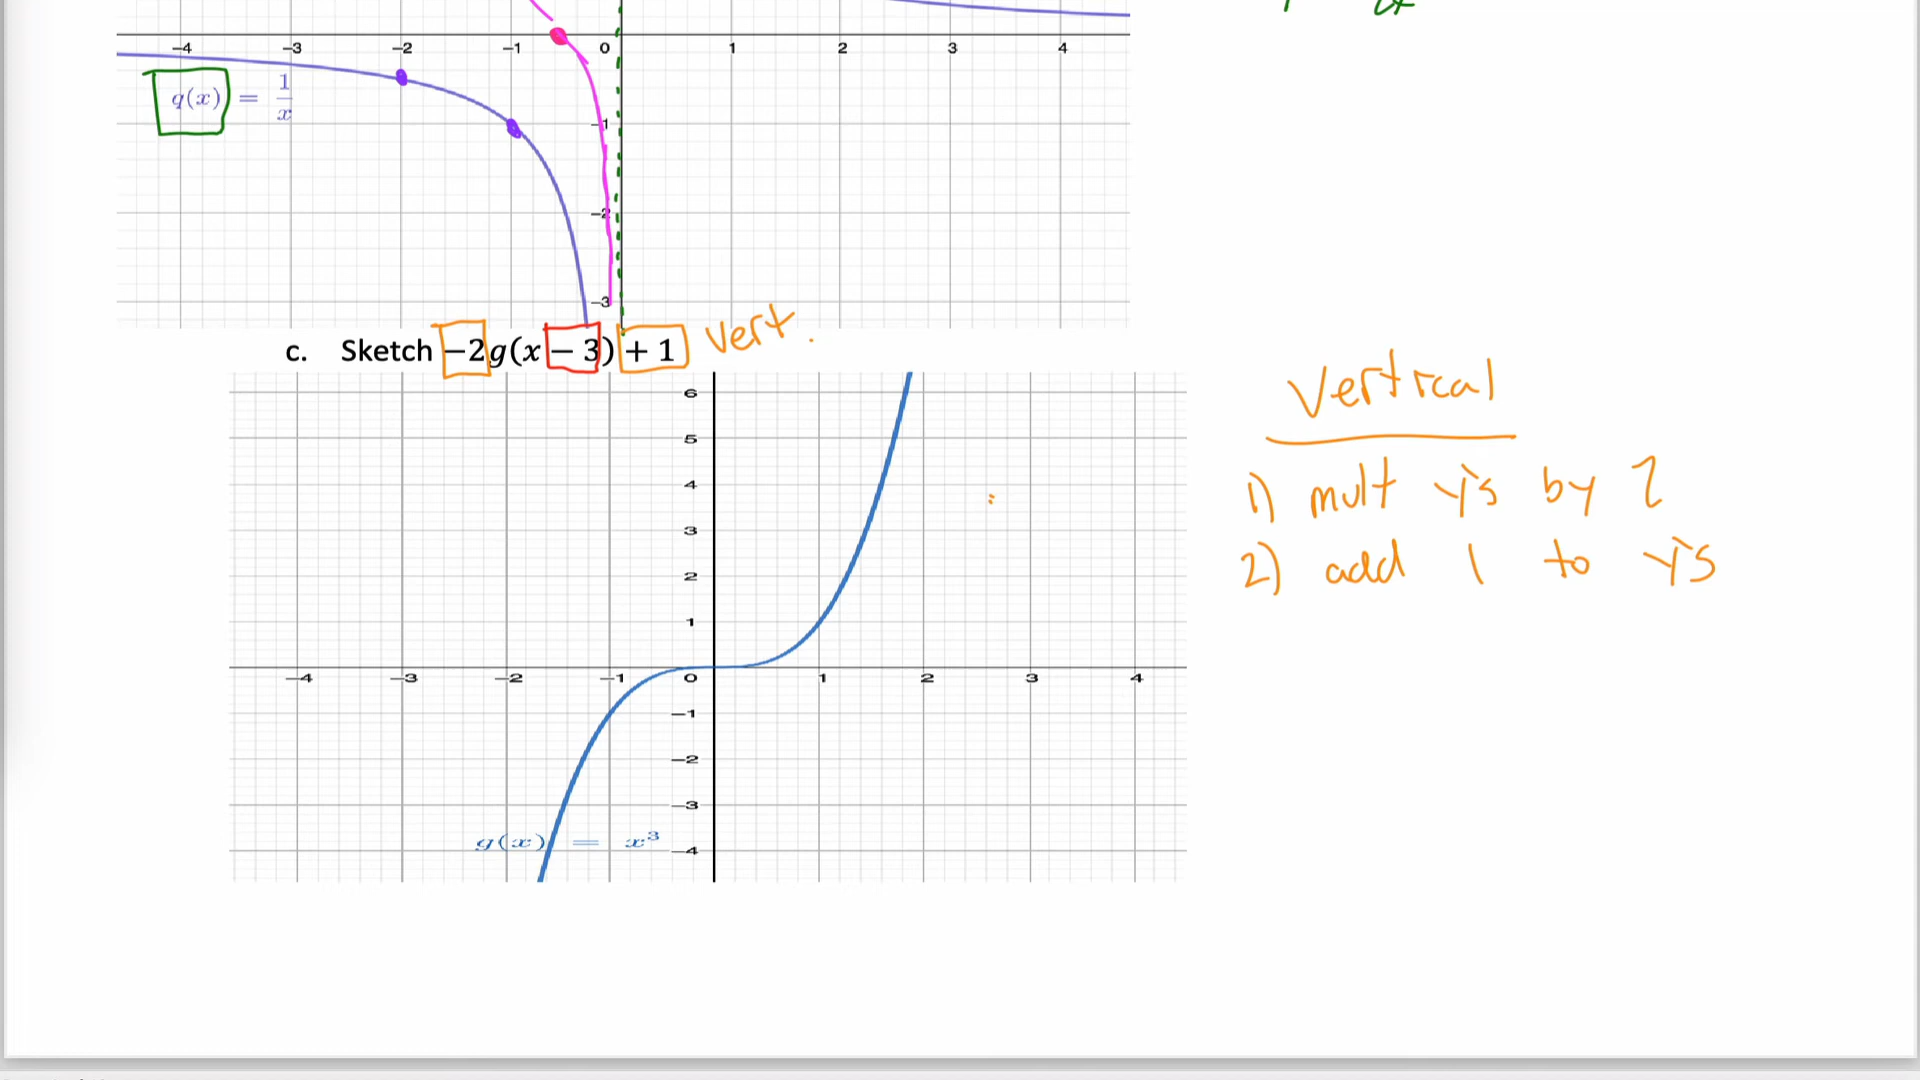 −4 −3 −2 −1 0 1 2 3 4
q(x) = 1/x
−1
−2
−3
c. Sketch −2g(x − 3) + 1 vert.
6
5
4
3
2
1
−4 −3 −2 −1 0 1 2 3 4
−1
−2
−3
−4
g(x) = x³
Vertical
1) mult y's by 2
2) add 1 to y's